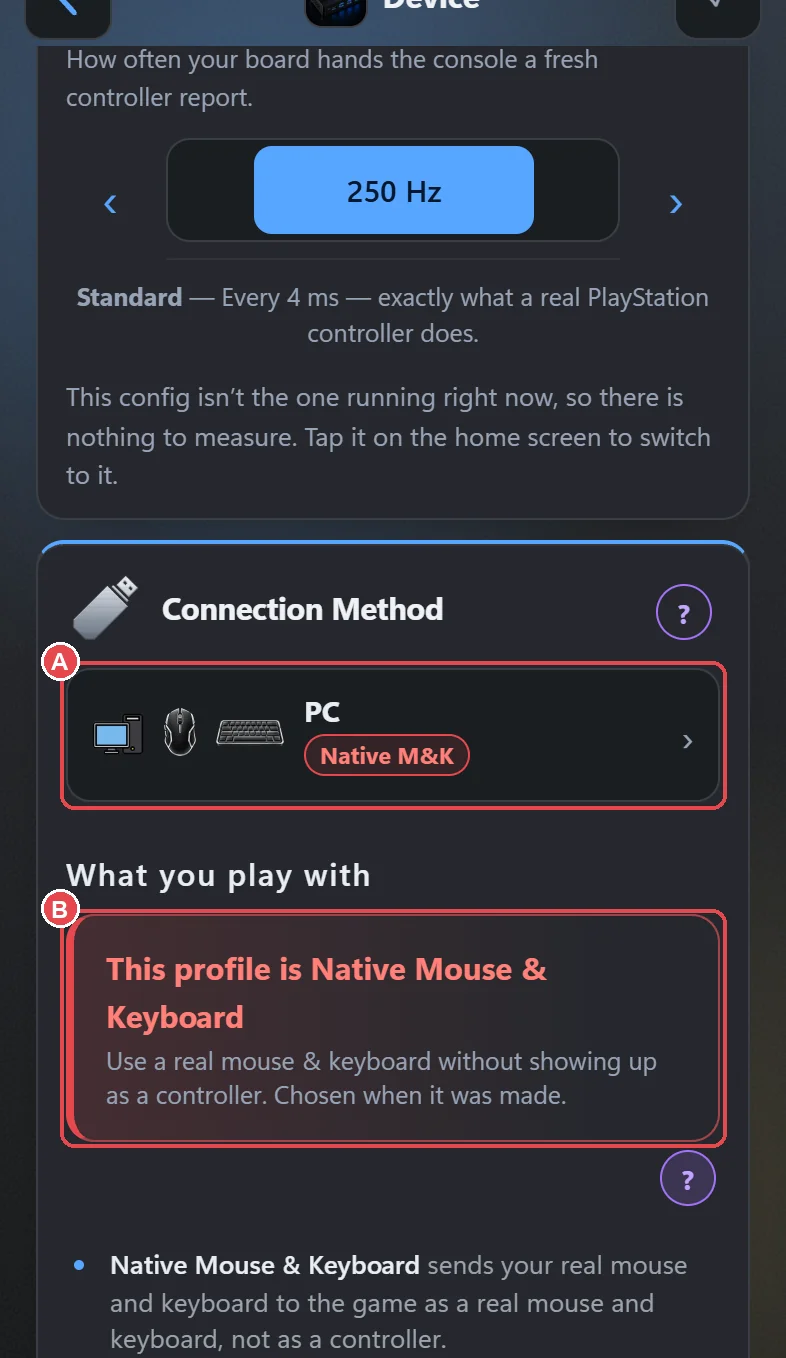 Device
How often your board hands the console a fresh
controller report.
‹
250 Hz
›
Standard — Every 4 ms — exactly what a real PlayStation
controller does.
This config isn’t the one running right now, so there is
nothing to measure. Tap it on the home screen to switch
to it.
Connection Method
?
A
PC
Native M&K
›
What you play with
B
This profile is Native Mouse &
Keyboard
Use a real mouse & keyboard without showing up
as a controller. Chosen when it was made.
?
• Native Mouse & Keyboard sends your real mouse
and keyboard to the game as a real mouse and
keyboard, not as a controller.